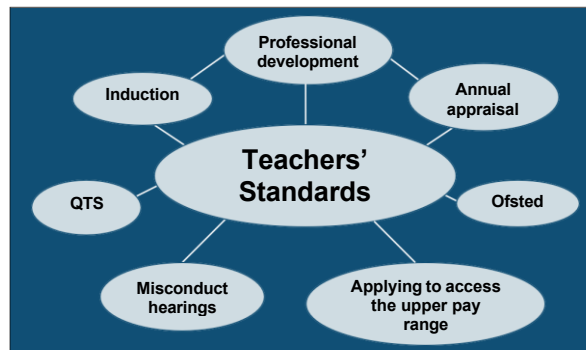 Professional
development
Induction
Annual
appraisal
Teachers’
Standards
QTS
Ofsted
Misconduct
hearings
Applying to access
the upper pay
range